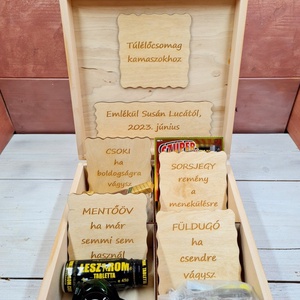 Túlélőcsomag
kamaszokhoz
Emlékül Susán Lucától,
2023. június
CSOKI
ha
boldogságra
vágysz
SORSJEGY
remény
a
menekülésre
MENTŐÖV
ha már
semmi sem
használ
FÜLDUGÓ
ha
csendre
vágysz
TABLETTA